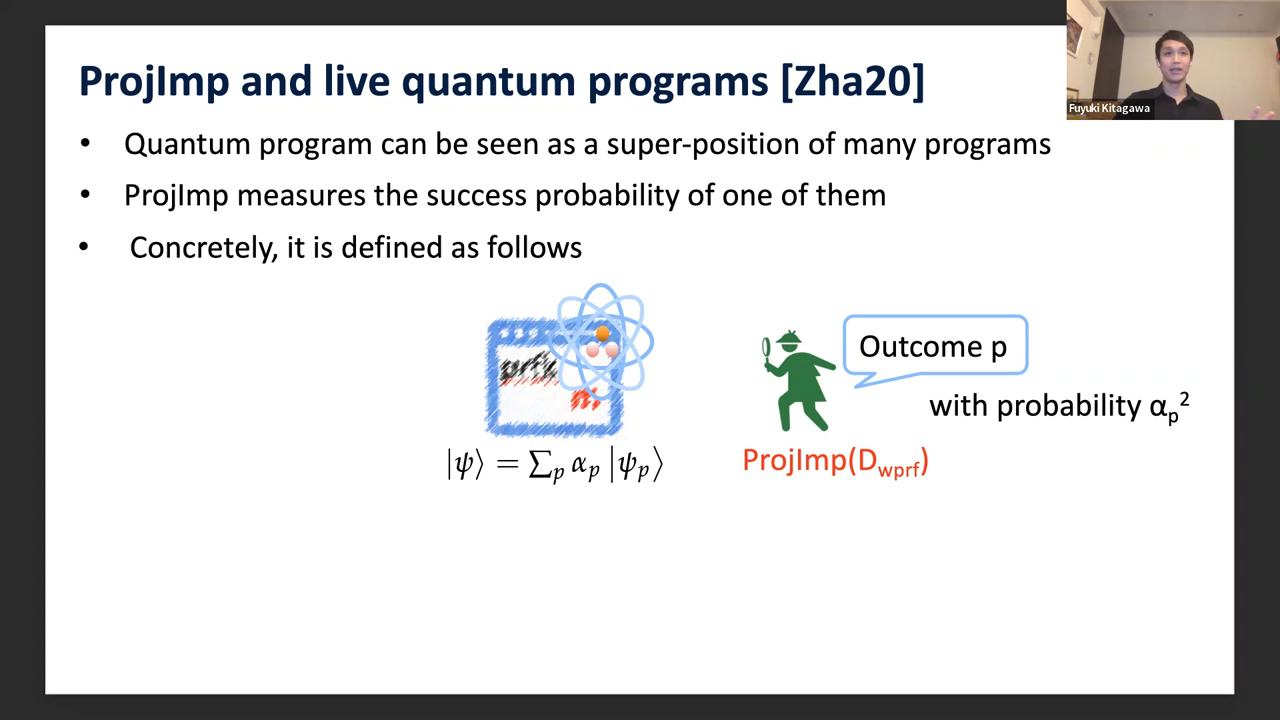 ProjImp and live quantum programs [Zha20]
Fuyuki Kitagawa
• Quantum program can be seen as a super-position of many programs
• ProjImp measures the success probability of one of them
• Concretely, it is defined as follows
Outcome p
with probability αₚ²
|ψ⟩ = ∑ₚ αₚ |ψₚ⟩
ProjImp(D_wprf)